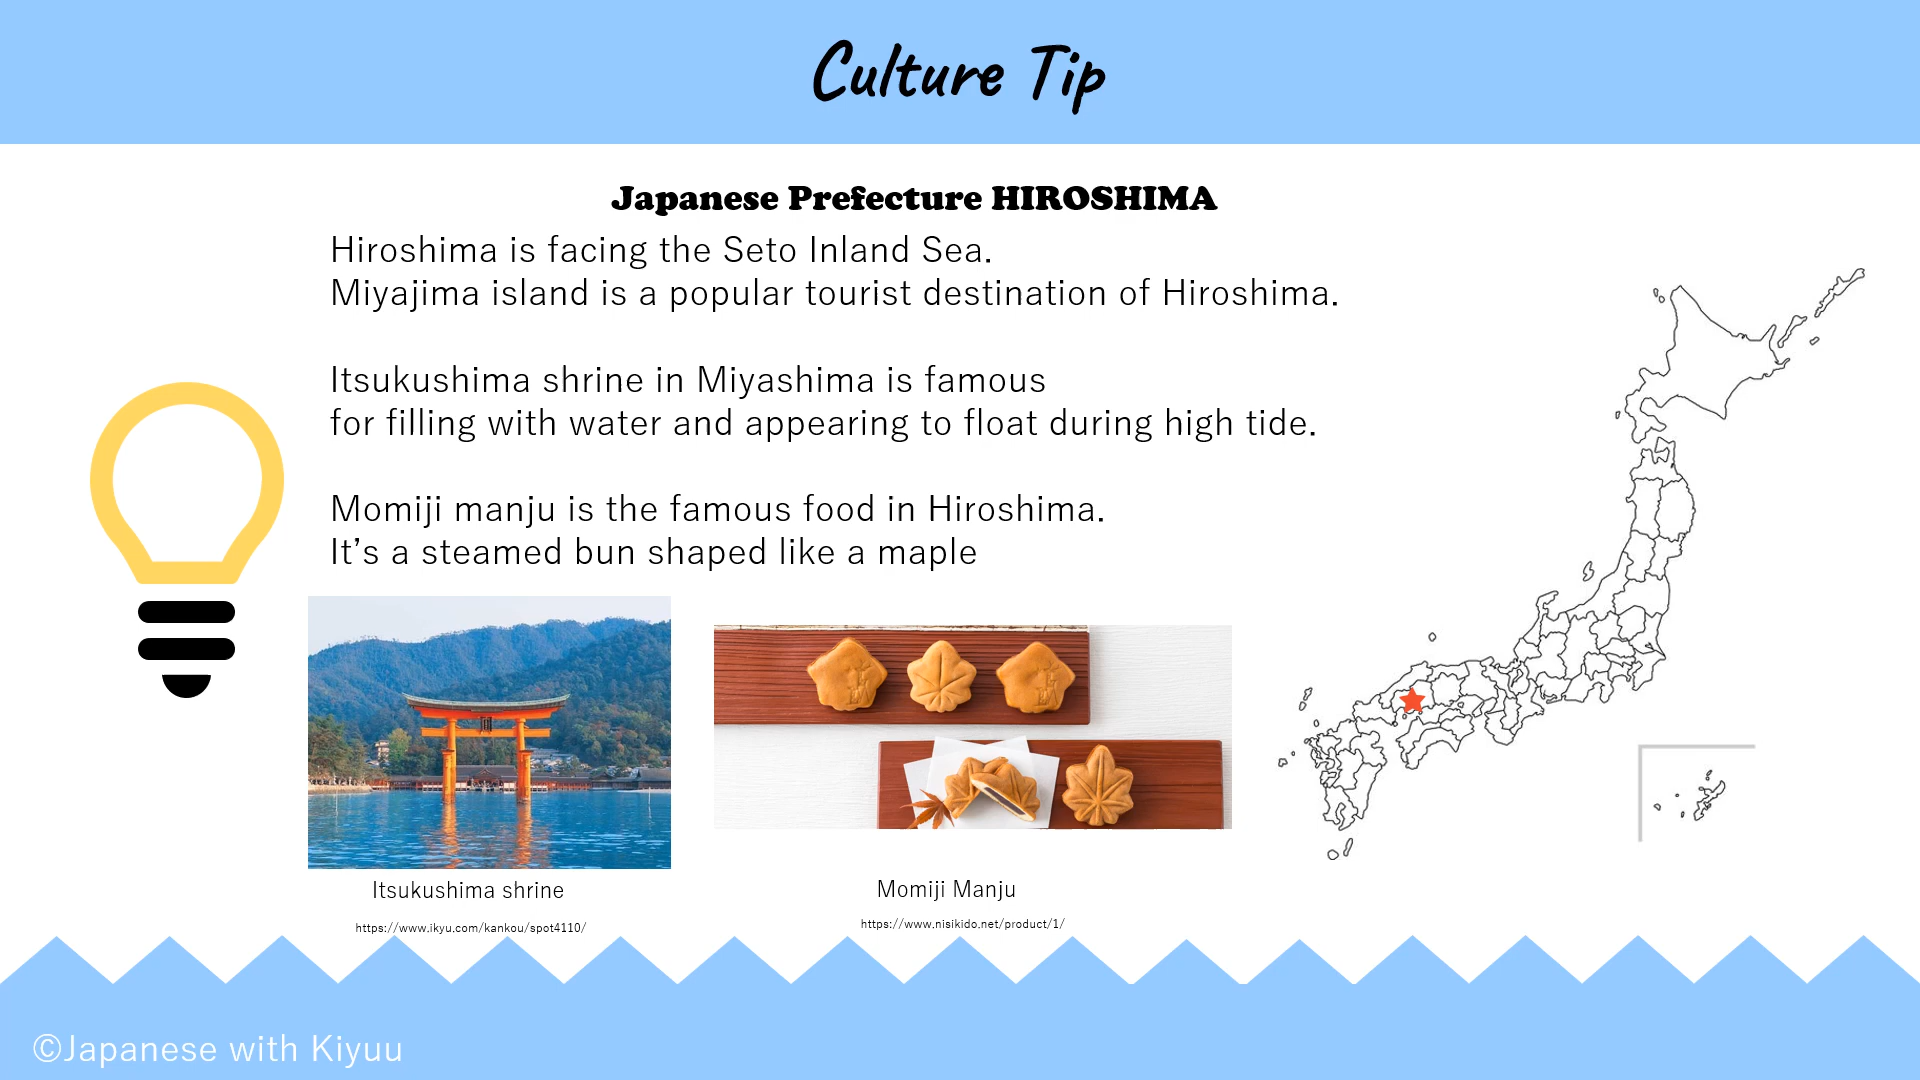 Culture Tip
Japanese Prefecture HIROSHIMA
Hiroshima is facing the Seto Inland Sea.
Miyajima island is a popular tourist destination of Hiroshima.
Itsukushima shrine in Miyashima is famous
for filling with water and appearing to float during high tide.
Momiji manju is the famous food in Hiroshima.
It’s a steamed bun shaped like a maple
Itsukushima shrine
https://www.ikyu.com/kankou/spot4110/
Momiji Manju
https://www.nisikido.net/product/1/
©Japanese with Kiyuu